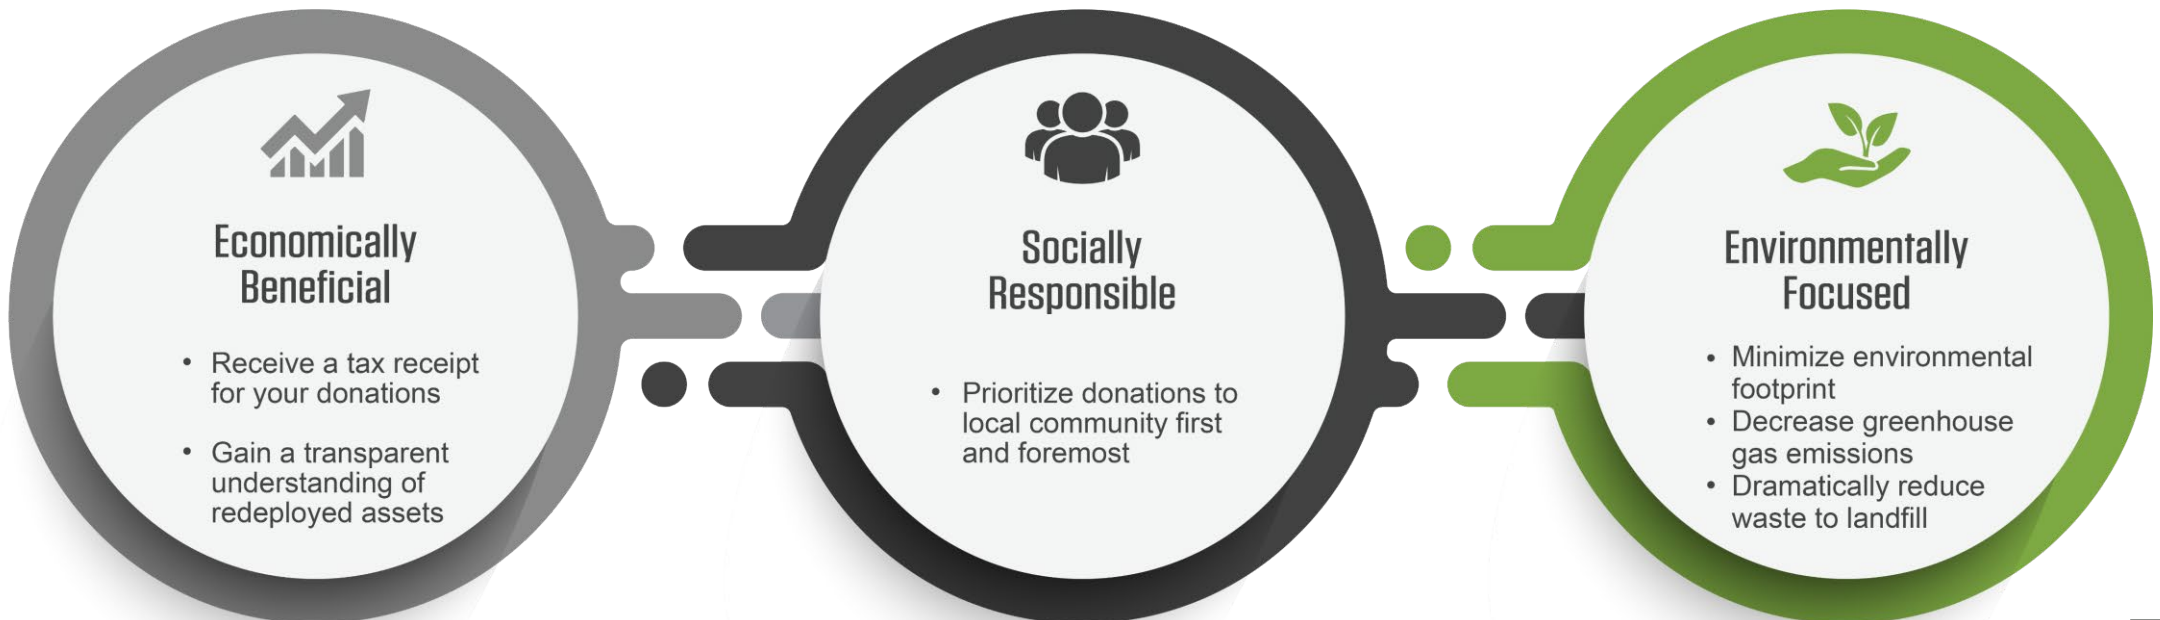 Economically
Beneficial
• Receive a tax receipt
for your donations
• Gain a transparent
understanding of
redeployed assets
Socially
Responsible
• Prioritize donations to
local community first
and foremost
Environmentally
Focused
• Minimize environmental
footprint
• Decrease greenhouse
gas emissions
• Dramatically reduce
waste to landfill